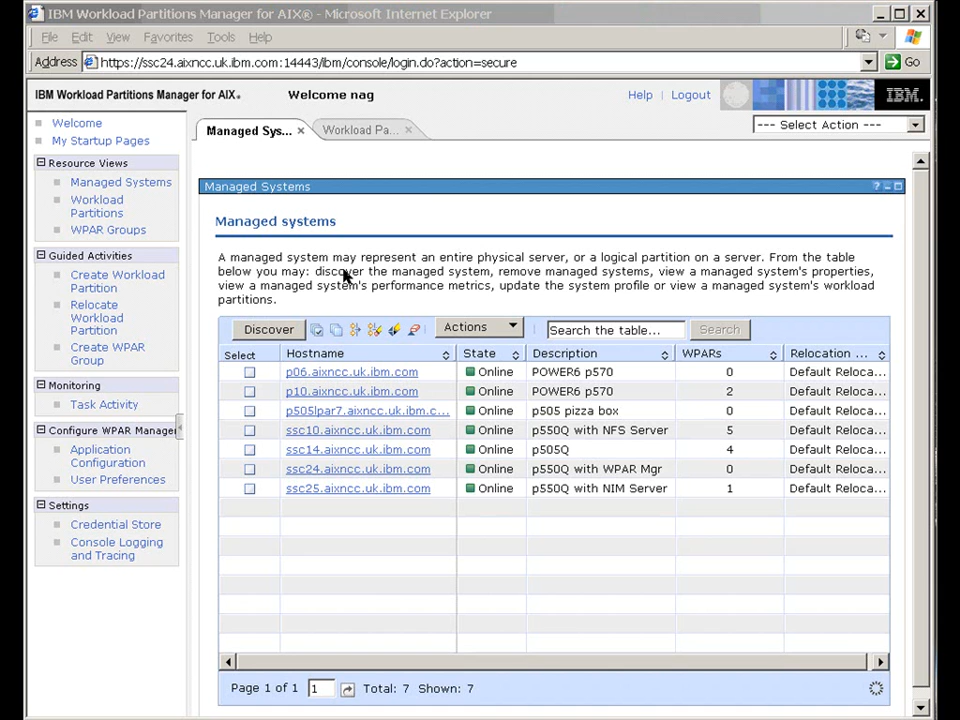 IBM Workload Partitions Manager for AIX® - Microsoft Internet Explorer
File Edit View Favorites Tools Help
Address https://ssc24.aixncc.uk.ibm.com:14443/ibm/console/login.do?action=secure Go
IBM Workload Partitions Manager for AIX® Welcome nag Help Logout IBM.
Managed Sys... Workload Pa... --- Select Action ---
Welcome
My Startup Pages
Resource Views
Managed Systems
Workload
Partitions
WPAR Groups
Guided Activities
Create Workload
Partition
Relocate
Workload
Partition
Create WPAR
Group
Monitoring
Task Activity
Configure WPAR Manager
Application
Configuration
User Preferences
Settings
Credential Store
Console Logging
and Tracing
Managed Systems
Managed systems
A managed system may represent an entire physical server, or a logical partition on a server. From the table
below you may: discover the managed system, remove managed systems, view a managed system's properties,
view a managed system's performance metrics, update the system profile or view a managed system's workload
partitions.
Discover Actions Search the table... Search
Select Hostname State Description WPARs Relocation ...
p06.aixncc.uk.ibm.com Online POWER6 p570 0 Default Reloca...
p10.aixncc.uk.ibm.com Online POWER6 p570 2 Default Reloca...
p505lpar7.aixncc.uk.ibm.c... Online p505 pizza box 0 Default Reloca...
ssc10.aixncc.uk.ibm.com Online p550Q with NFS Server 5 Default Reloca...
ssc14.aixncc.uk.ibm.com Online p505Q 4 Default Reloca...
ssc24.aixncc.uk.ibm.com Online p550Q with WPAR Mgr 0 Default Reloca...
ssc25.aixncc.uk.ibm.com Online p550Q with NIM Server 1 Default Reloca...
Page 1 of 1 1 Total: 7 Shown: 7